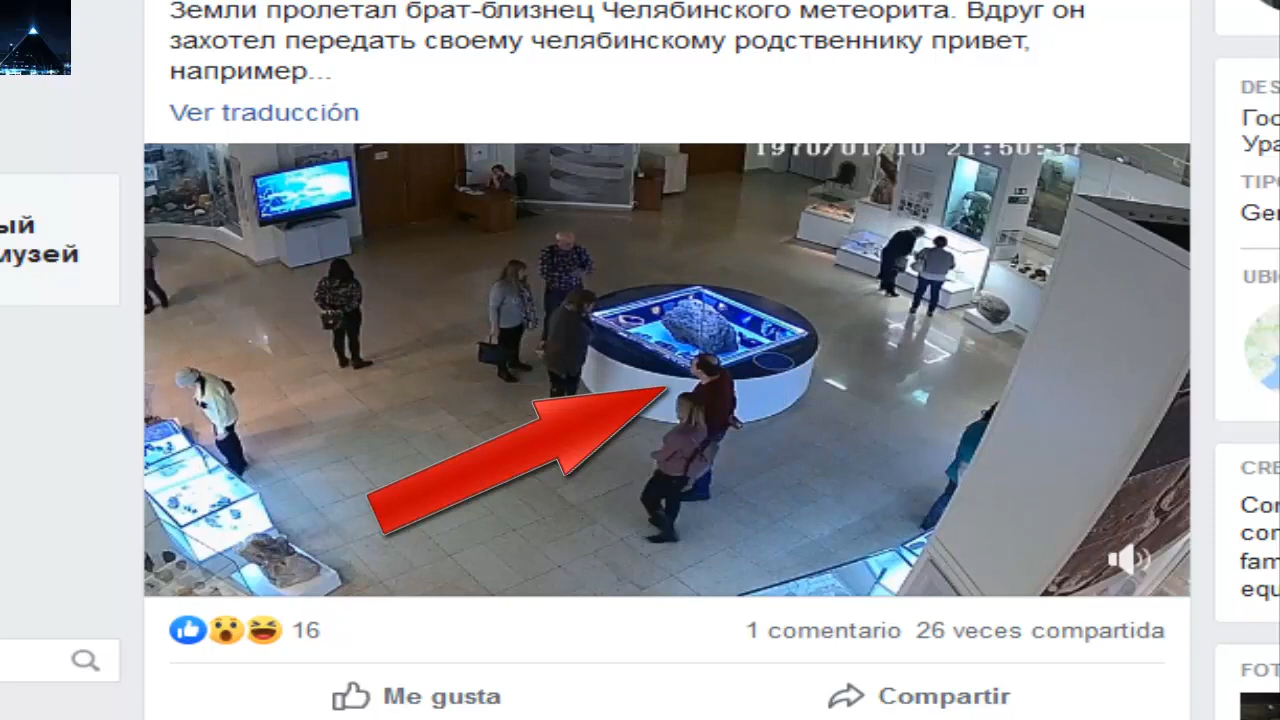 Земли пролетал брат-близнец Челябинского метеорита. Вдруг он
захотел передать своему челябинскому родственнику привет,
например...
Ver traducción
1970/01/10 21:50:37
ый
музей
16
1 comentario 26 veces compartida
Me gusta
Compartir
DES
Гос
Ура
TIPO
Ger
UBI
CRE
Cor
cor
fam
equ
FOT